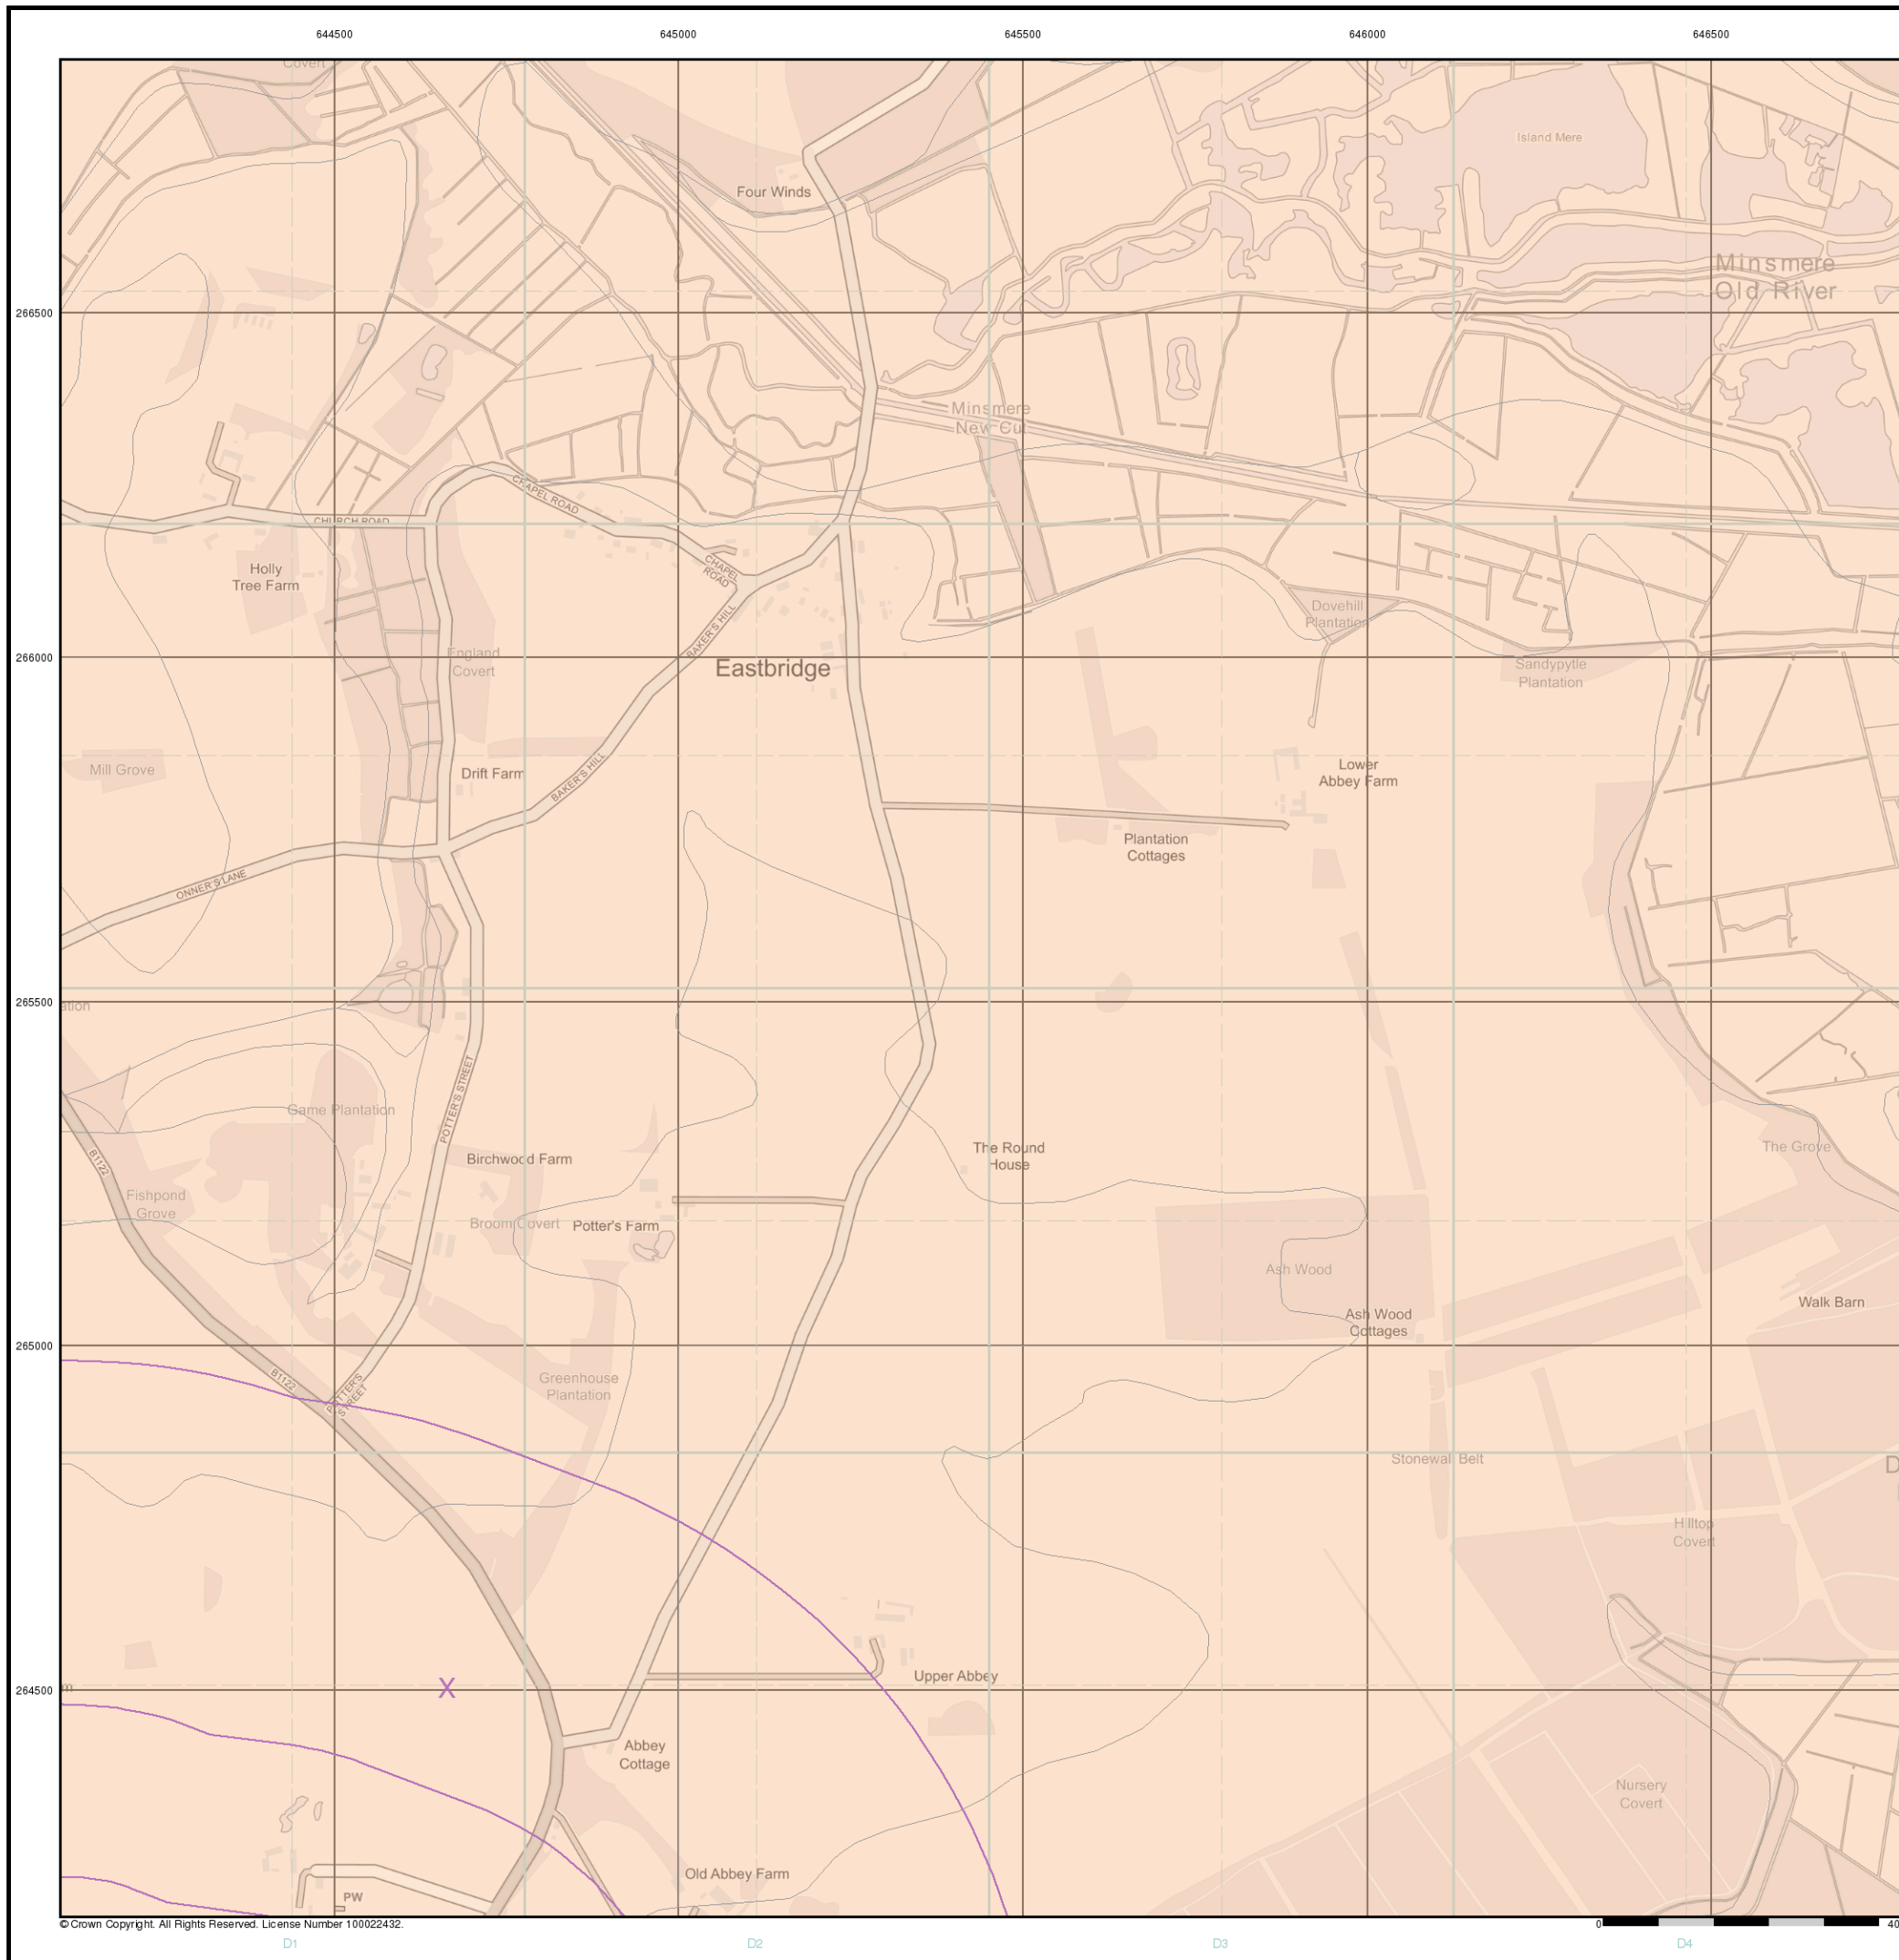 644500
645000
645500
646000
646500
Covert
Island Mere
Four Winds
Minsmere
Old River
266500
Minsmere
New Cut
CHAPEL ROAD
CHURCH ROAD
Holly
Tree Farm
CHAPEL
ROAD
BAKER'S HILL
Dovehill
Plantation
266000
England
Covert
Eastbridge
Sandypytle
Plantation
Mill Grove
Drift Farm
BAKER'S HILL
Lower
Abbey Farm
Plantation
Cottages
ONNER'S LANE
265500
ation
POTTER'S STREET
Game Plantation
B1122
Birchwood Farm
The Round
House
The Grove
Fishpond
Grove
Broom Covert
Potter's Farm
Ash Wood
Ash Wood
Cottages
Walk Barn
265000
B1122
POTTER'S
STREET
Greenhouse
Plantation
Stonewall Belt
D
Hilltop
Covert
264500
m
X
Upper Abbey
Abbey
Cottage
Nursery
Covert
Old Abbey Farm
PW
© Crown Copyright. All Rights Reserved. License Number 100022432.
0
40
D1
D2
D3
D4